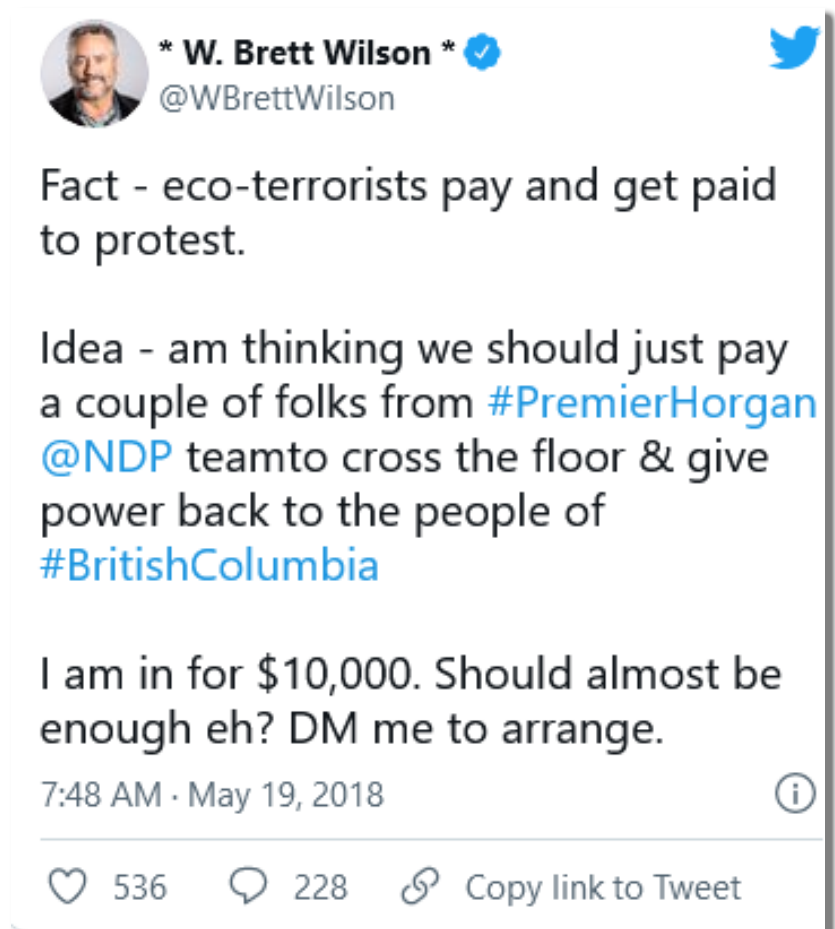 * W. Brett Wilson *
@WBrettWilson
Fact - eco-terrorists pay and get paid
to protest.
Idea - am thinking we should just pay
a couple of folks from #PremierHorgan
@NDP teamto cross the floor & give
power back to the people of
#BritishColumbia
I am in for $10,000. Should almost be
enough eh? DM me to arrange.
7:48 AM · May 19, 2018
536 228 Copy link to Tweet